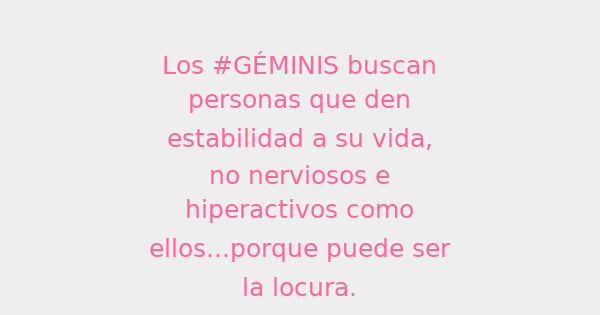 Los #GÉMINIS buscan
personas que den
estabilidad a su vida,
no nerviosos e
hiperactivos como
ellos...porque puede ser
la locura.